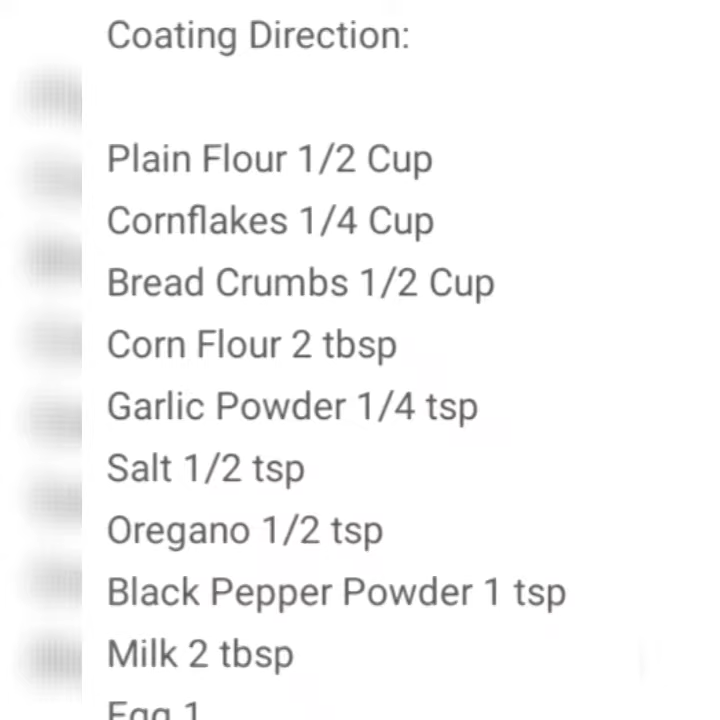 Coating Direction:
Plain Flour 1/2 Cup
Cornflakes 1/4 Cup
Bread Crumbs 1/2 Cup
Corn Flour 2 tbsp
Garlic Powder 1/4 tsp
Salt 1/2 tsp
Oregano 1/2 tsp
Black Pepper Powder 1 tsp
Milk 2 tbsp
Egg 1